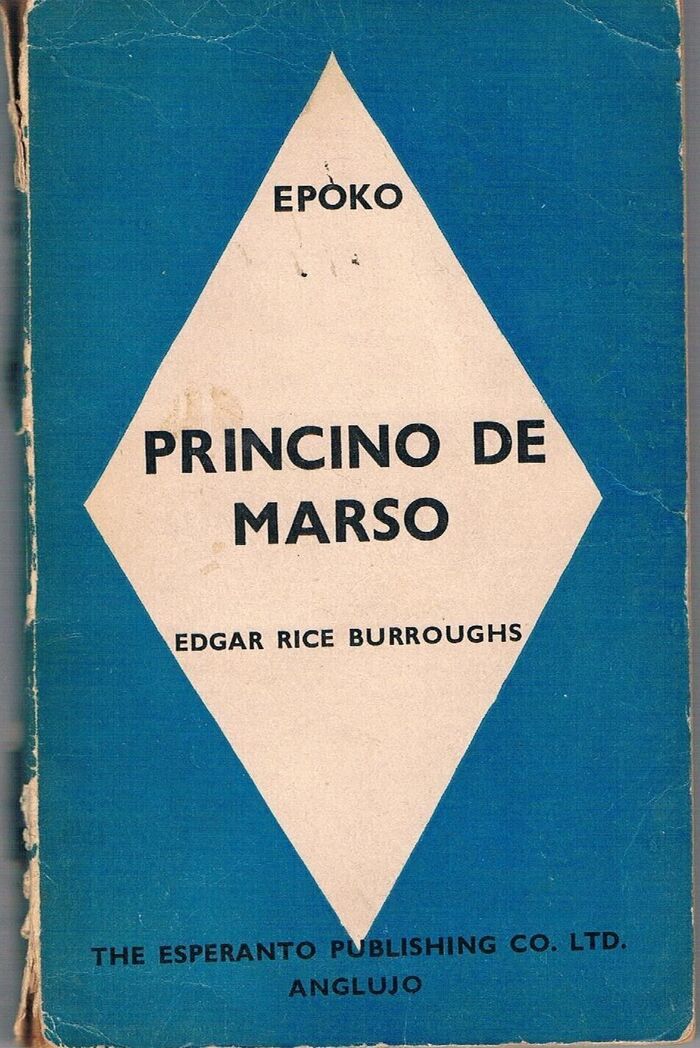 EPOKO
PRINCINO DE
MARSO
EDGAR RICE BURROUGHS
THE ESPERANTO PUBLISHING CO. LTD.
ANGLUJO